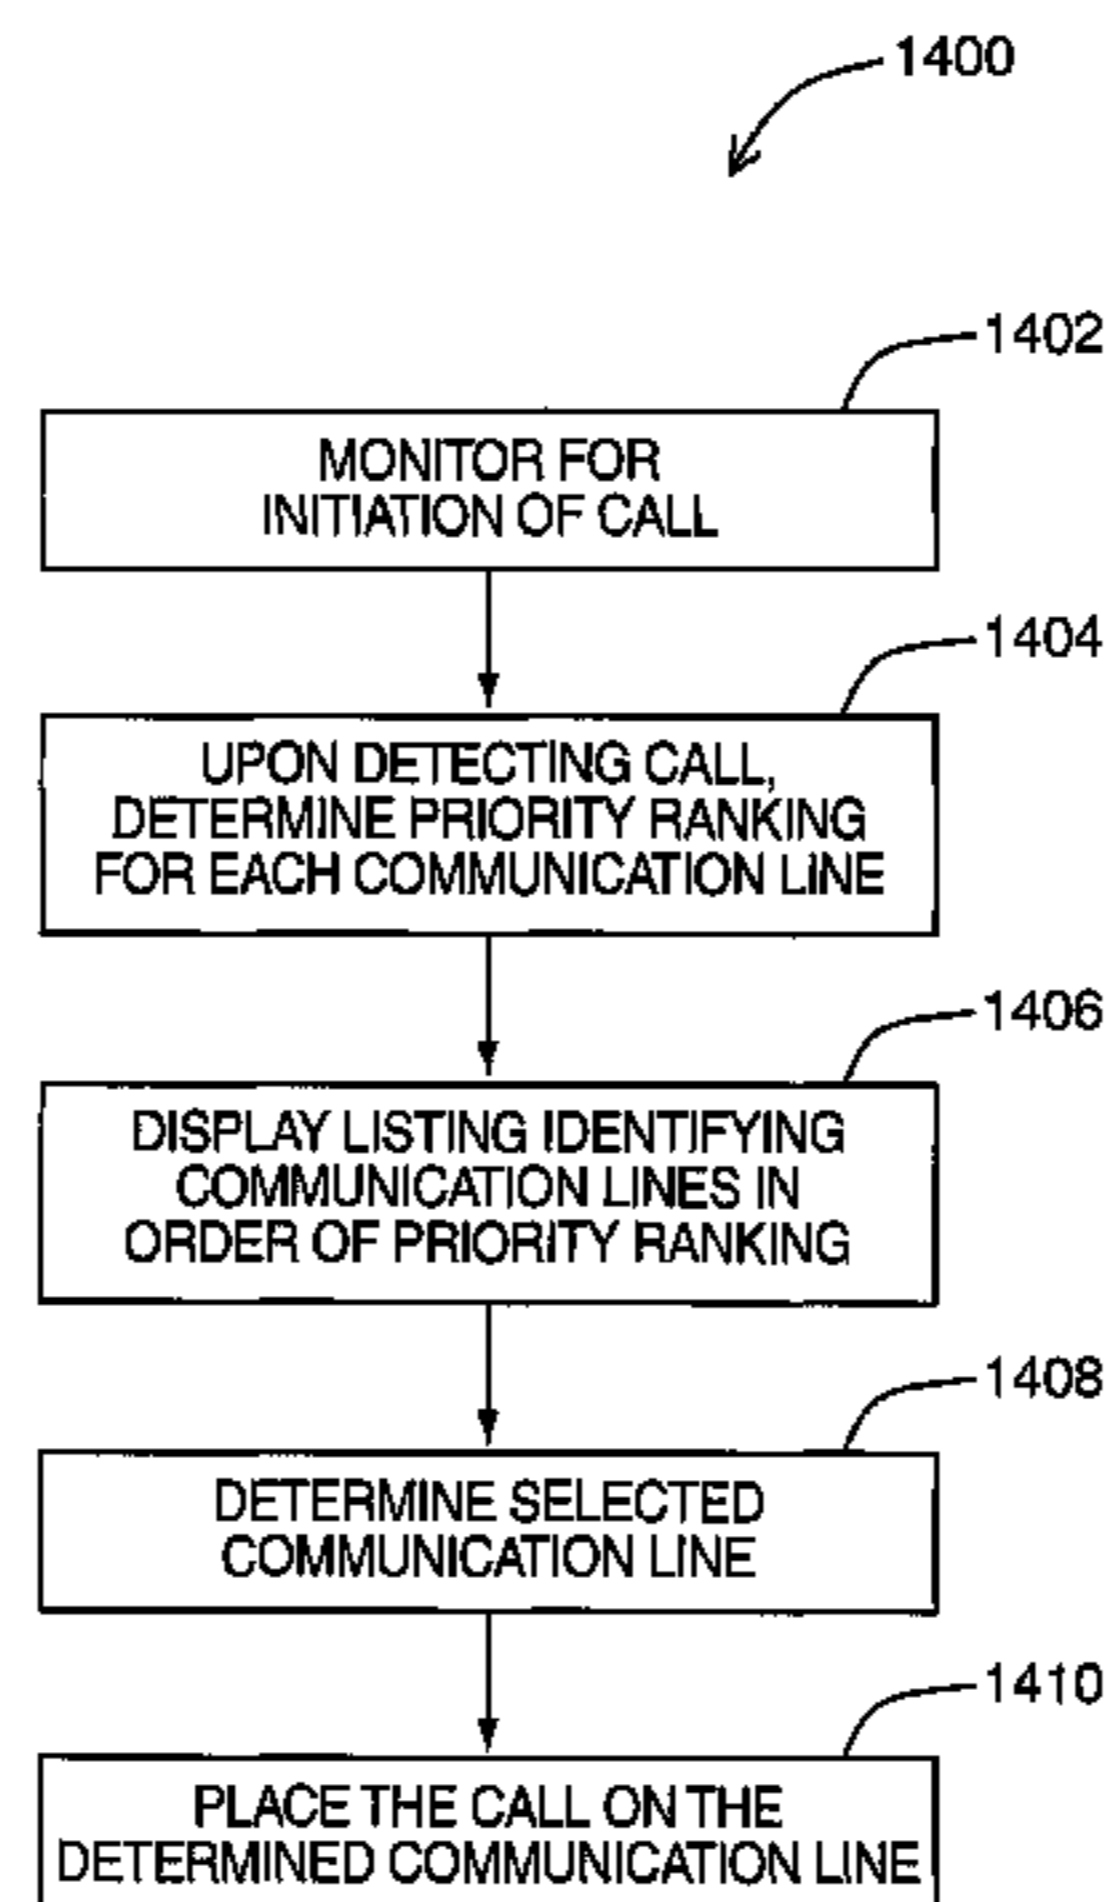 1400
1402
MONITOR FOR
INITIATION OF CALL
1404
UPON DETECTING CALL,
DETERMINE PRIORITY RANKING
FOR EACH COMMUNICATION LINE
1406
DISPLAY LISTING IDENTIFYING
COMMUNICATION LINES IN
ORDER OF PRIORITY RANKING
1408
DETERMINE SELECTED
COMMUNICATION LINE
1410
PLACE THE CALL ON THE
DETERMINED COMMUNICATION LINE